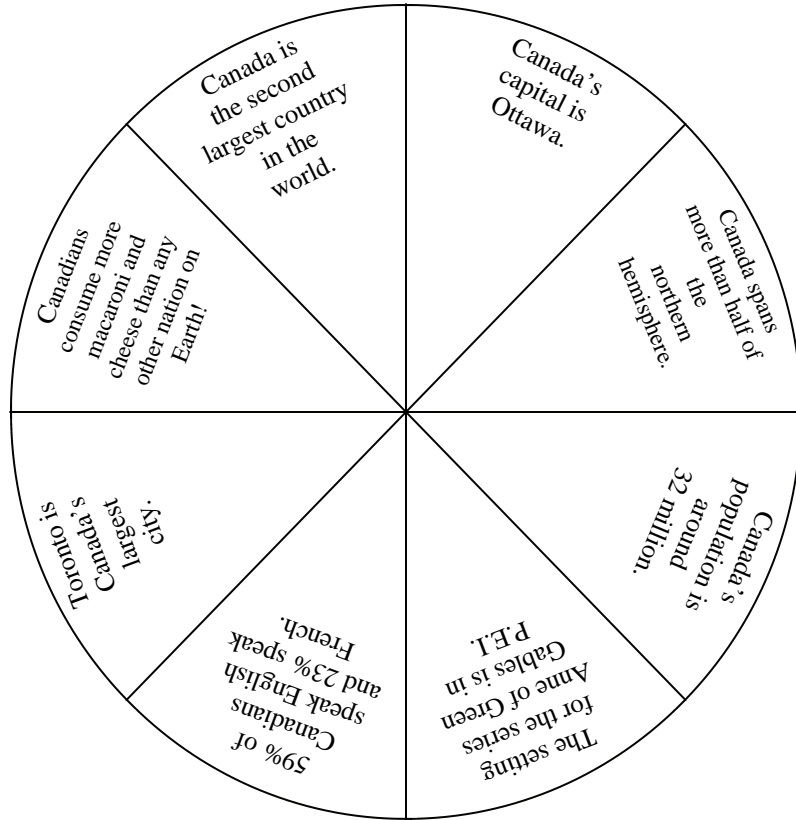 Canada is
the second
largest country
in the
world.
Canada’s
capital is
Ottawa.
Canada spans
more than half of
the
northern
hemisphere.
Canada’s
population is
around
32 million.
The setting
for the series
Anne of Green
Gables is in
P.E.I.
59% of
Canadians
speak English
and 23% speak
French.
Toronto is
Canada’s
largest
city.
Canadians
consume more
macaroni and
cheese than any
other nation on
Earth!